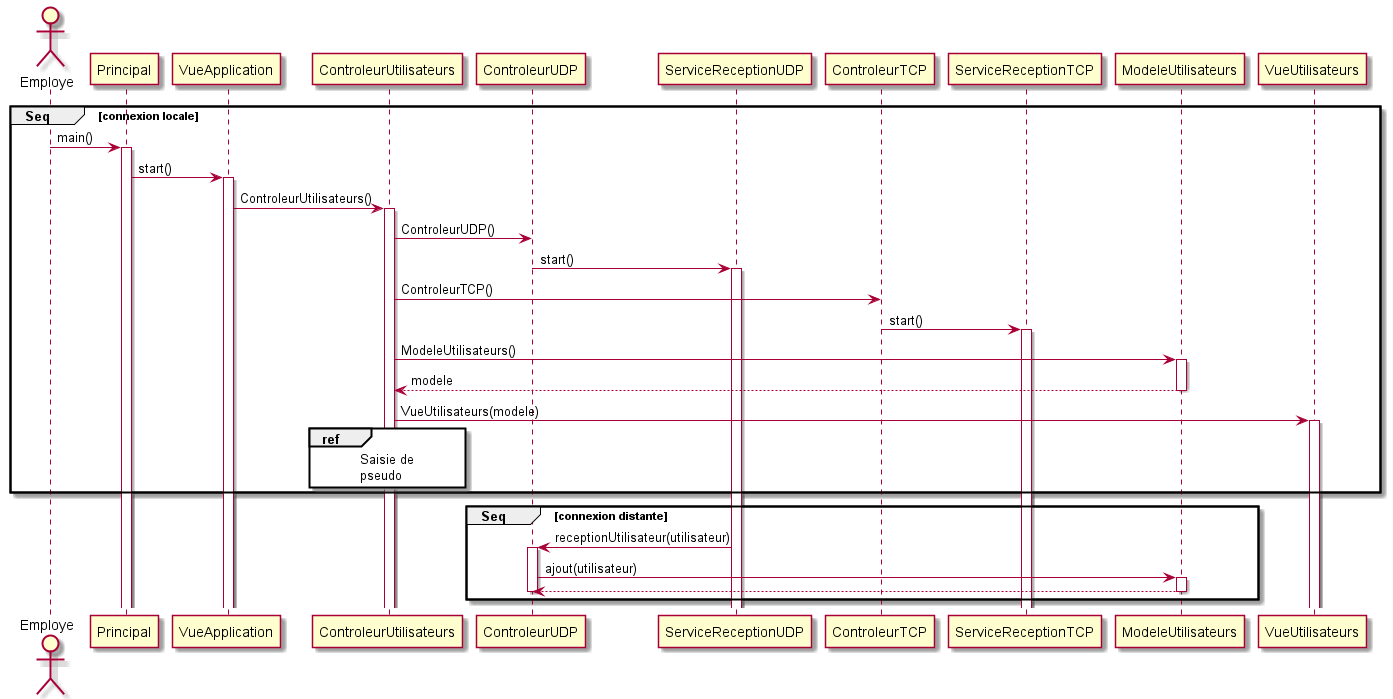 Employe
Principal
VueApplication
ControleurUtilisateurs
ControleurUDP
ServiceReceptionUDP
ControleurTCP
ServiceReceptionTCP
ModeleUtilisateurs
VueUtilisateurs
Seq
[connexion locale]
main()
start()
ControleurUtilisateurs()
ControleurUDP()
start()
ControleurTCP()
start()
ModeleUtilisateurs()
modele
VueUtilisateurs(modele)
ref
Saisie de
pseudo
Seq
[connexion distante]
receptionUtilisateur(utilisateur)
ajout(utilisateur)
Employe
Principal
VueApplication
ControleurUtilisateurs
ControleurUDP
ServiceReceptionUDP
ControleurTCP
ServiceReceptionTCP
ModeleUtilisateurs
VueUtilisateurs